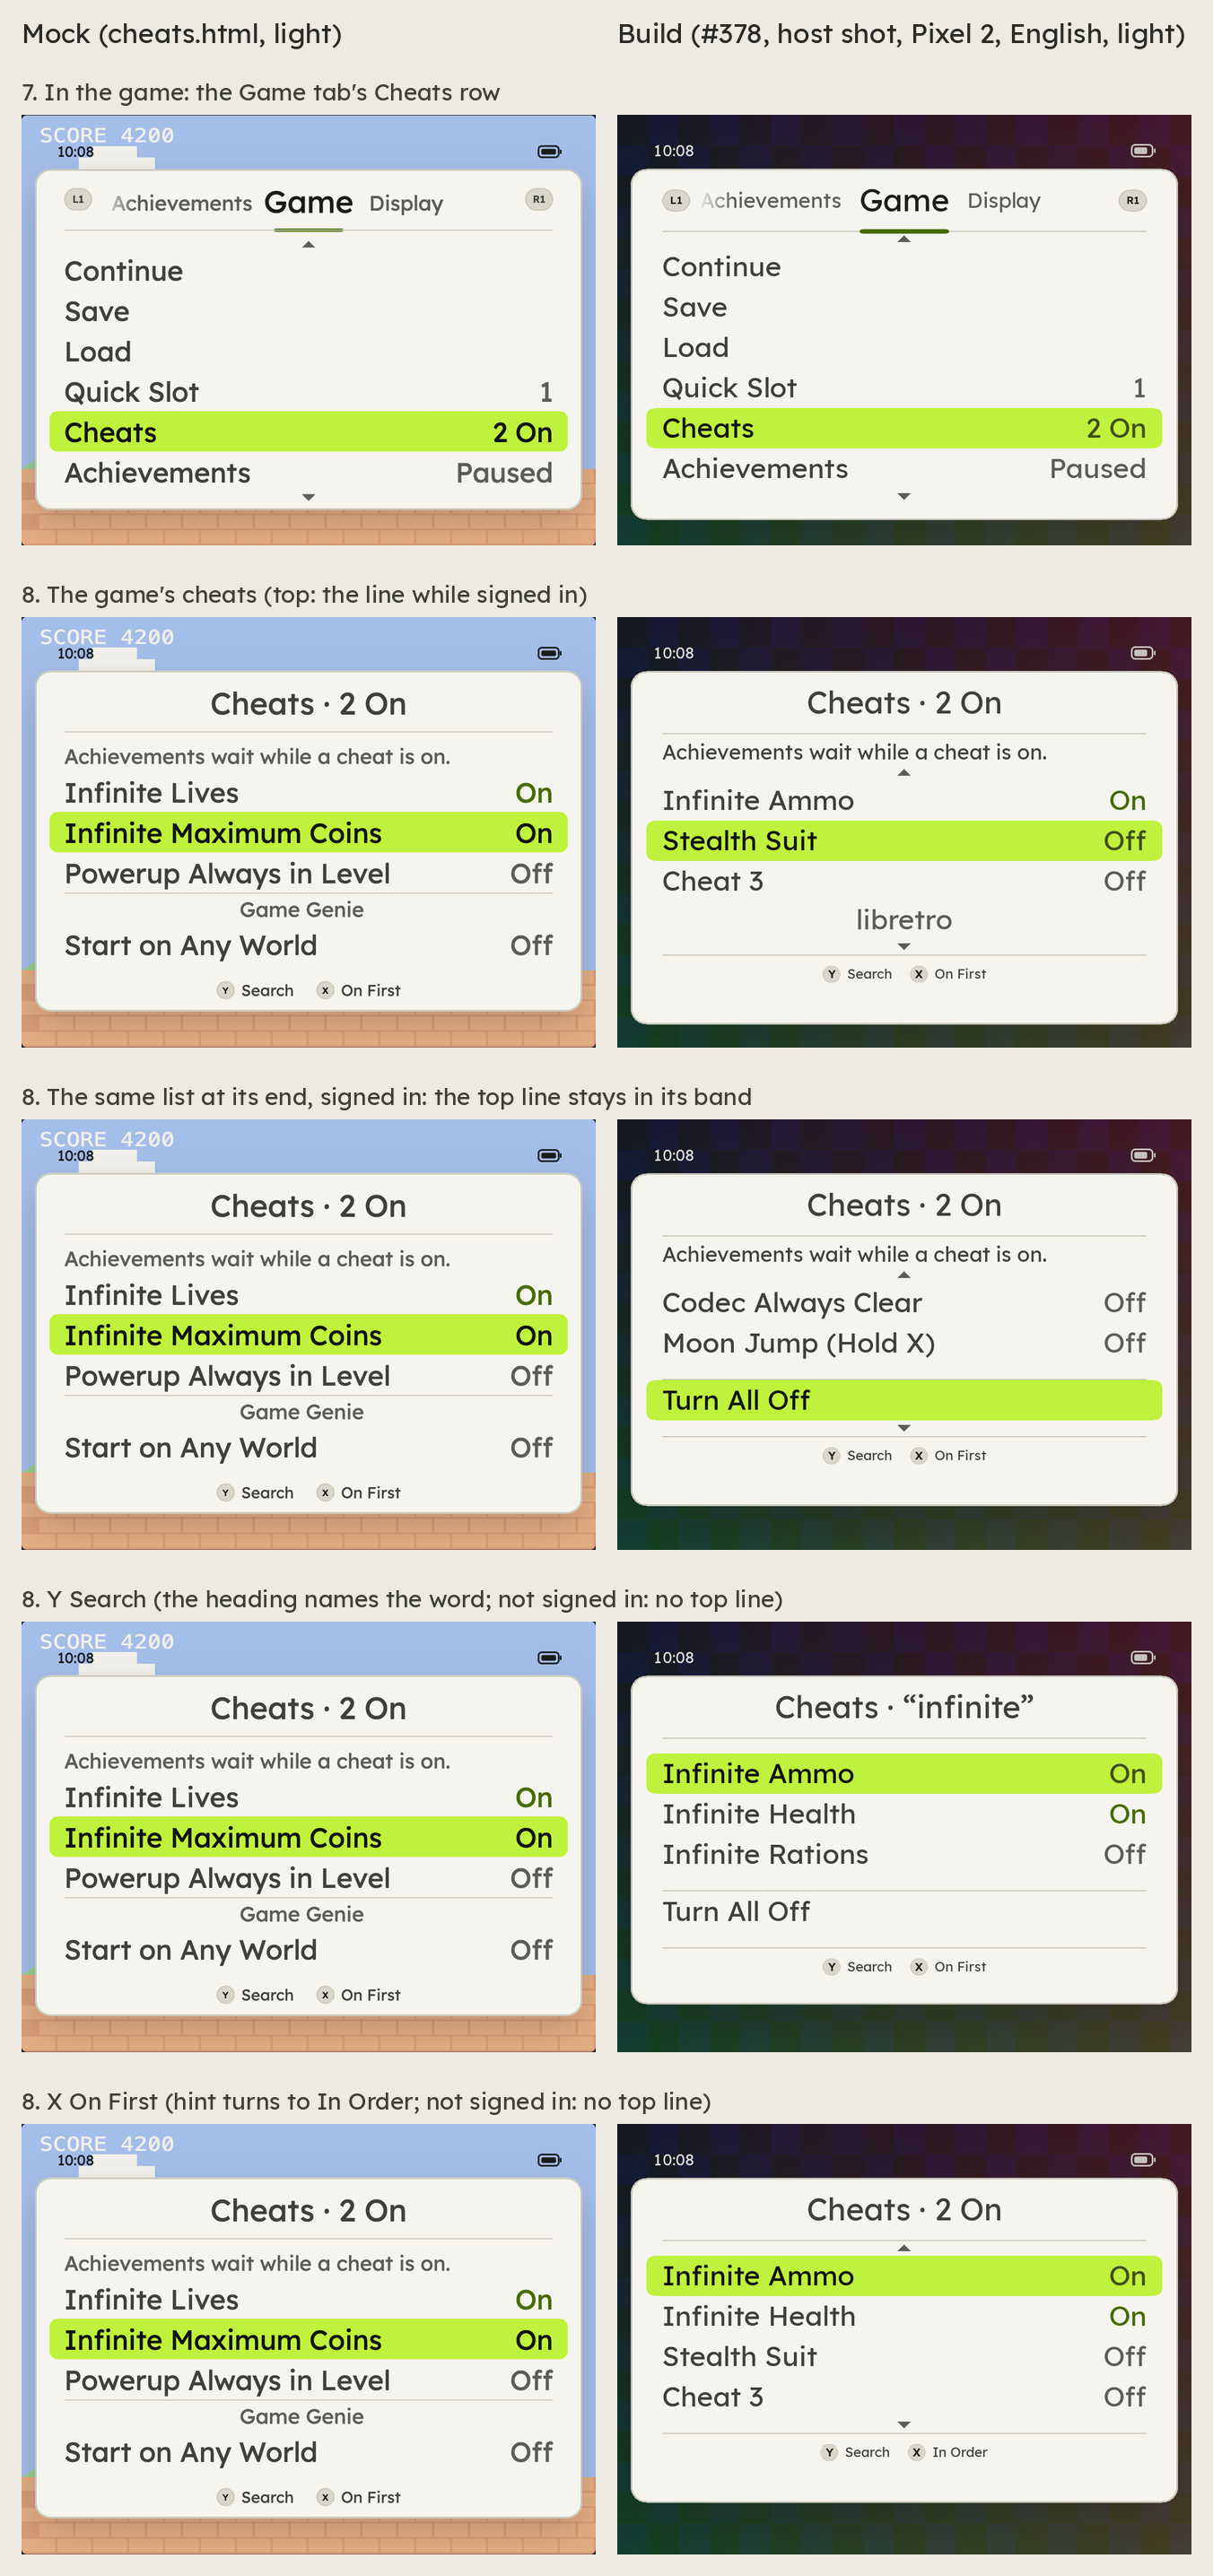 Mock (cheats.html, light)
Build (#378, host shot, Pixel 2, English, light)
7. In the game: the Game tab's Cheats row
SCORE 4200
10:08
L1 Achievements Game Display R1
Continue
Save
Load
Quick Slot 1
Cheats 2 On
Achievements Paused
10:08
L1 Achievements Game Display R1
Continue
Save
Load
Quick Slot 1
Cheats 2 On
Achievements Paused
8. The game's cheats (top: the line while signed in)
SCORE 4200
10:08
Cheats · 2 On
Achievements wait while a cheat is on.
Infinite Lives On
Infinite Maximum Coins On
Powerup Always in Level Off
Game Genie
Start on Any World Off
Y Search X On First
10:08
Cheats · 2 On
Achievements wait while a cheat is on.
Infinite Ammo On
Stealth Suit Off
Cheat 3 Off
libretro
Y Search X On First
8. The same list at its end, signed in: the top line stays in its band
SCORE 4200
10:08
Cheats · 2 On
Achievements wait while a cheat is on.
Infinite Lives On
Infinite Maximum Coins On
Powerup Always in Level Off
Game Genie
Start on Any World Off
Y Search X On First
10:08
Cheats · 2 On
Achievements wait while a cheat is on.
Codec Always Clear Off
Moon Jump (Hold X) Off
Turn All Off
Y Search X On First
8. Y Search (the heading names the word; not signed in: no top line)
SCORE 4200
10:08
Cheats · 2 On
Achievements wait while a cheat is on.
Infinite Lives On
Infinite Maximum Coins On
Powerup Always in Level Off
Game Genie
Start on Any World Off
Y Search X On First
10:08
Cheats · “infinite”
Infinite Ammo On
Infinite Health On
Infinite Rations Off
Turn All Off
Y Search X On First
8. X On First (hint turns to In Order; not signed in: no top line)
SCORE 4200
10:08
Cheats · 2 On
Achievements wait while a cheat is on.
Infinite Lives On
Infinite Maximum Coins On
Powerup Always in Level Off
Game Genie
Start on Any World Off
Y Search X On First
10:08
Cheats · 2 On
Infinite Ammo On
Infinite Health On
Stealth Suit Off
Cheat 3 Off
Y Search X In Order